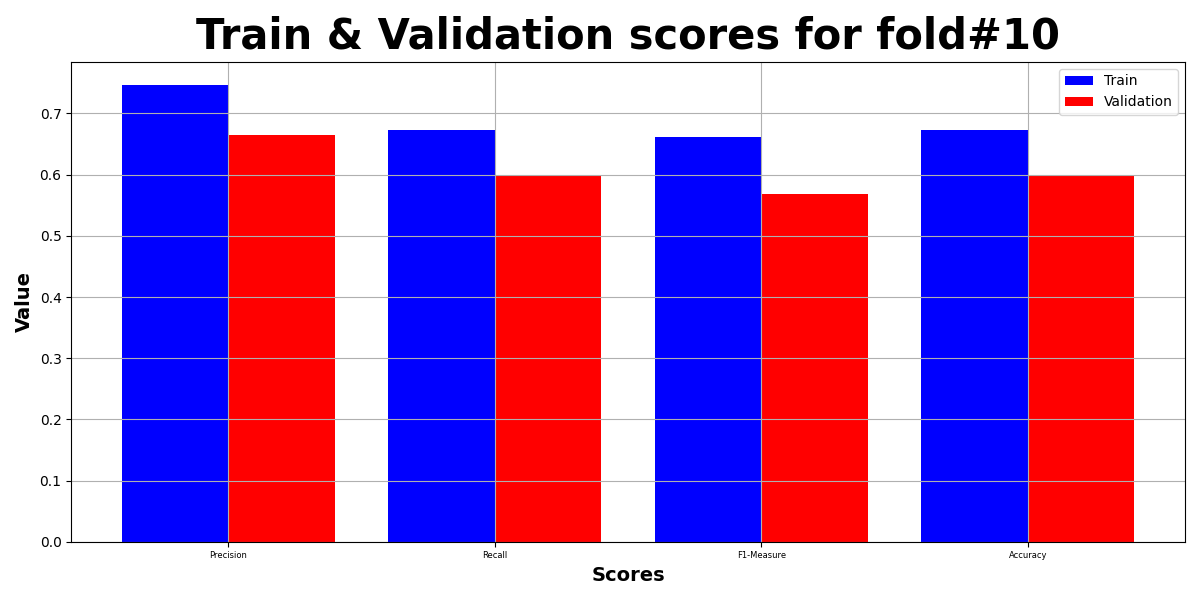 Train & Validation scores for fold#10
Train
Validation
0.7
0.6
0.5
0.4
0.3
0.2
0.1
0.0
Value
Precision Recall F1-Measure Accuracy
Scores